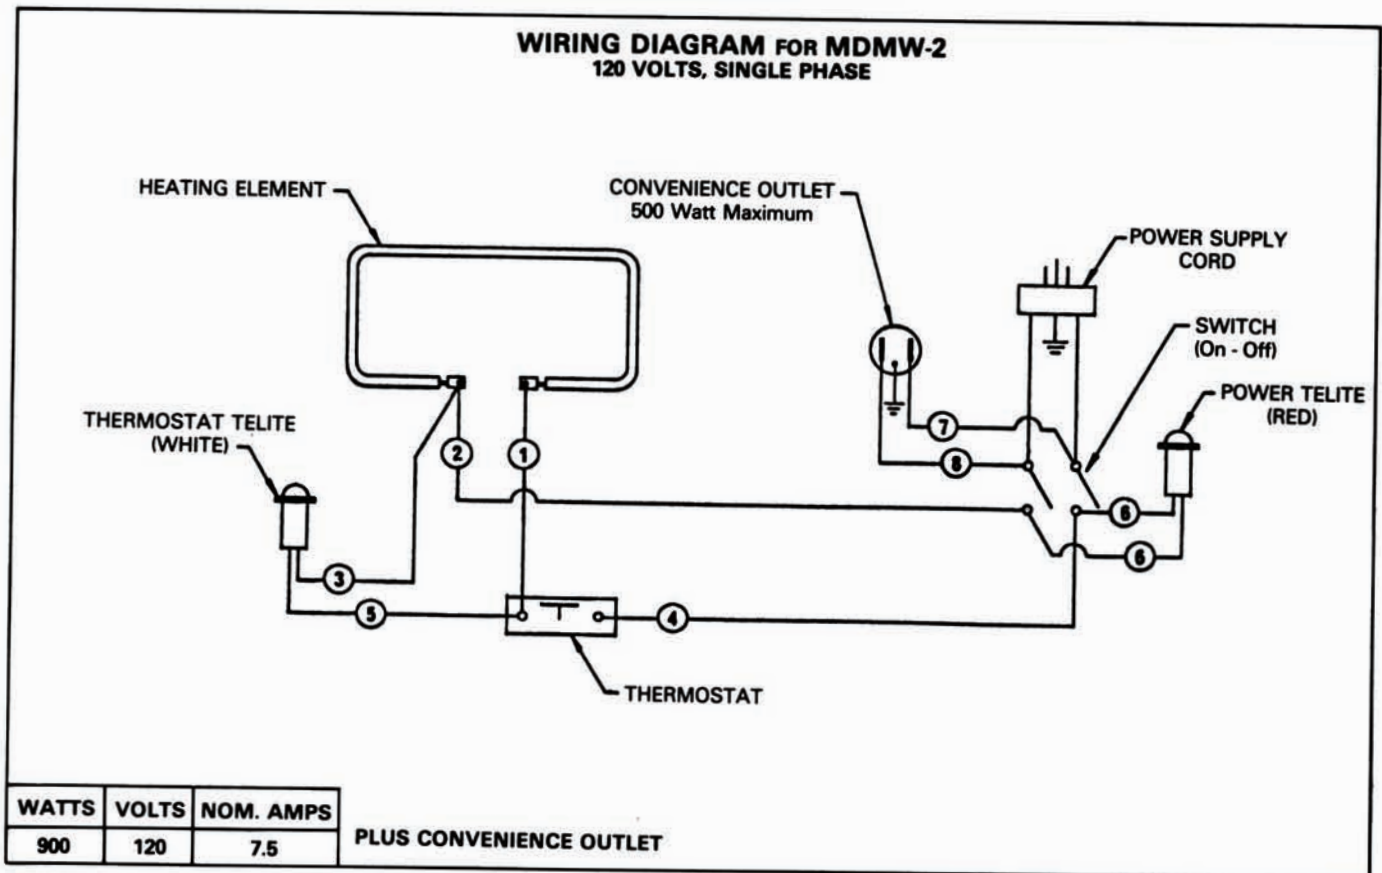 WIRING DIAGRAM FOR MDMW-2
120 VOLTS, SINGLE PHASE
HEATING ELEMENT
CONVENIENCE OUTLET
500 Watt Maximum
POWER SUPPLY
CORD
SWITCH
(On - Off)
POWER TELITE
(RED)
THERMOSTAT TELITE
(WHITE)
7
2
1
8
6
6
3
5
4
THERMOSTAT
WATTS VOLTS NOM. AMPS
900 120 7.5
PLUS CONVENIENCE OUTLET